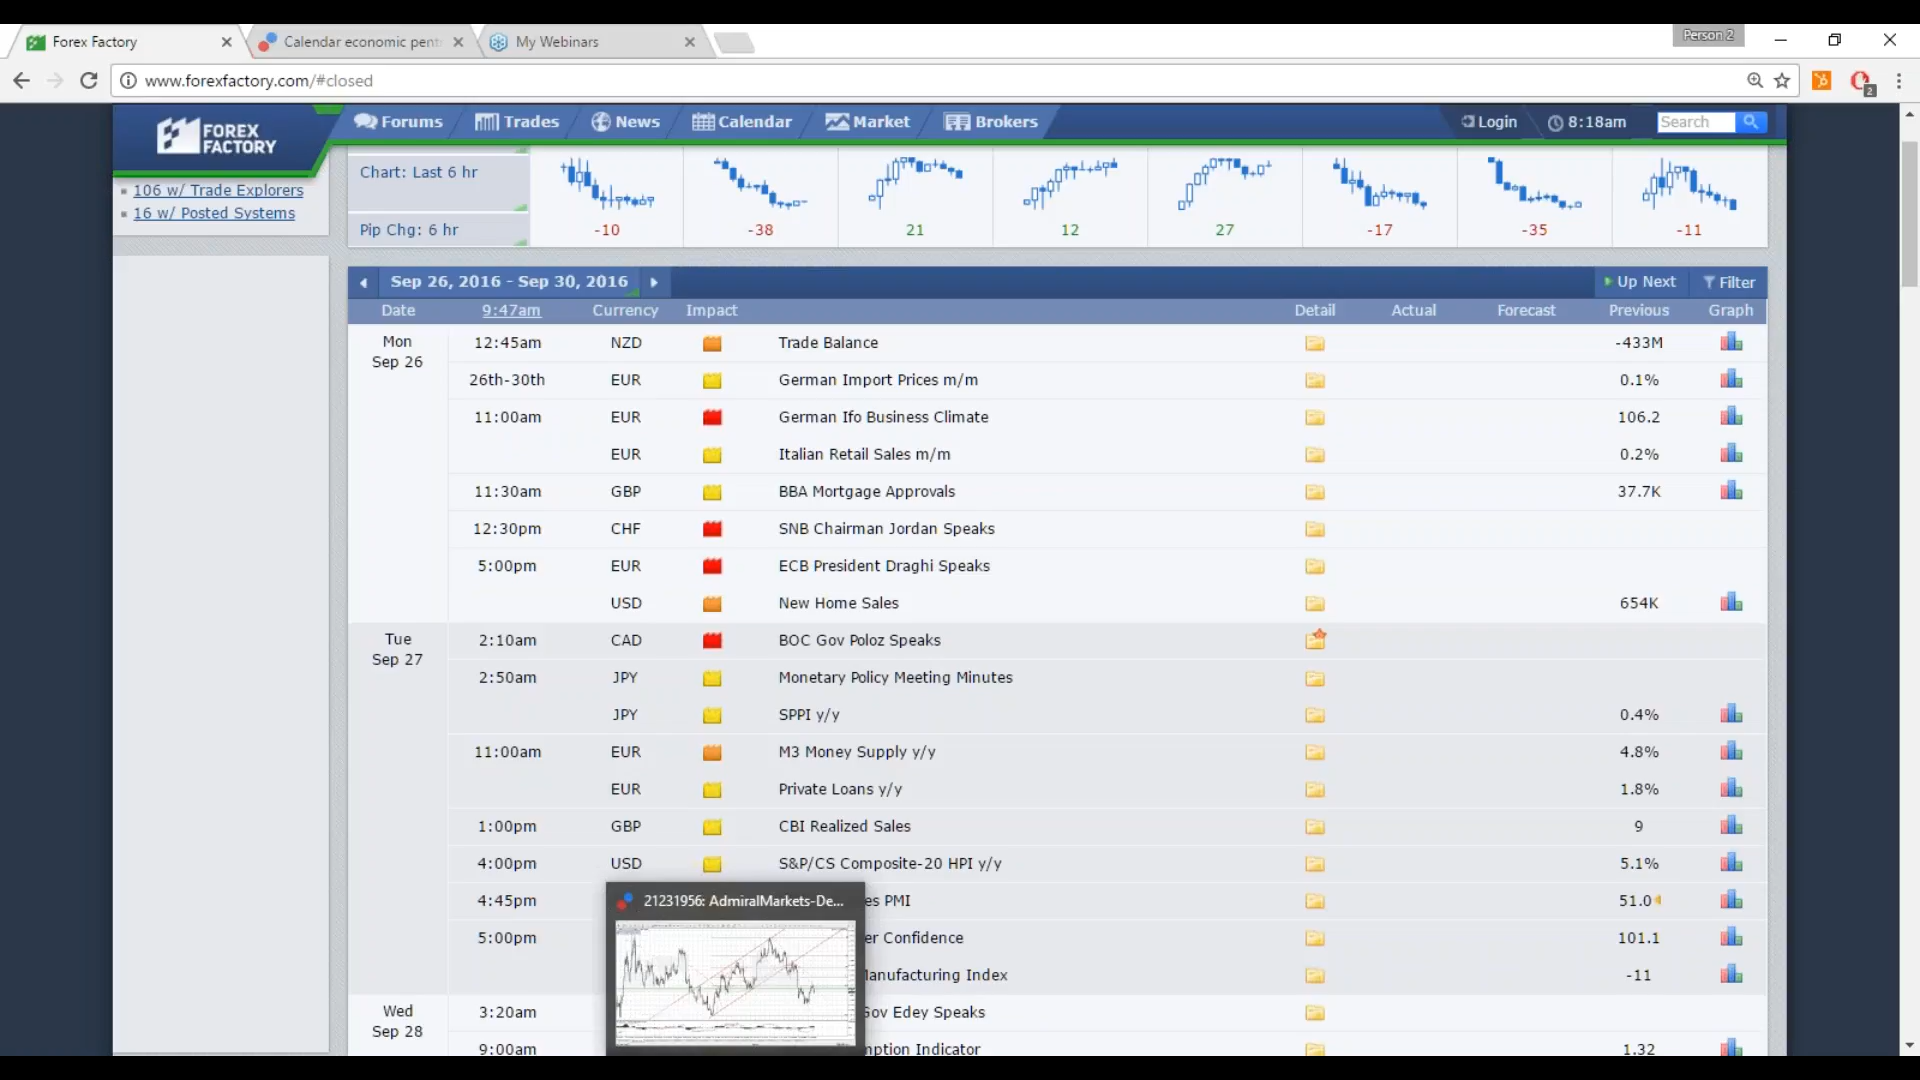 Forex Factory
Calendar economic pent
My Webinars
Person 2
www.forexfactory.com/#closed
2
FOREX FACTORY
Forums
Trades
News
Calendar
Market
Brokers
Login
8:18am
Search
106 w/ Trade Explorers
16 w/ Posted Systems
Chart: Last 6 hr
Pip Chg: 6 hr -10 -38 21 12 27 -17 -35 -11
Sep 26, 2016 - Sep 30, 2016 Up Next Filter
Date 9:47am Currency Impact Detail Actual Forecast Previous Graph
Mon Sep 26 12:45am NZD Trade Balance -433M
26th-30th EUR German Import Prices m/m 0.1%
11:00am EUR German Ifo Business Climate 106.2
EUR Italian Retail Sales m/m 0.2%
11:30am GBP BBA Mortgage Approvals 37.7K
12:30pm CHF SNB Chairman Jordan Speaks
5:00pm EUR ECB President Draghi Speaks
USD New Home Sales 654K
Tue Sep 27 2:10am CAD BOC Gov Poloz Speaks
2:50am JPY Monetary Policy Meeting Minutes
JPY SPPI y/y 0.4%
11:00am EUR M3 Money Supply y/y 4.8%
EUR Private Loans y/y 1.8%
1:00pm GBP CBI Realized Sales 9
4:00pm USD S&P/CS Composite-20 HPI y/y 5.1%
21231956: AdmiralMarkets-De...
4:45pm es PMI 51.0
5:00pm er Confidence 101.1
Manufacturing Index -11
Wed Sep 28 3:20am Gov Edey Speaks
9:00am mption Indicator 1.32